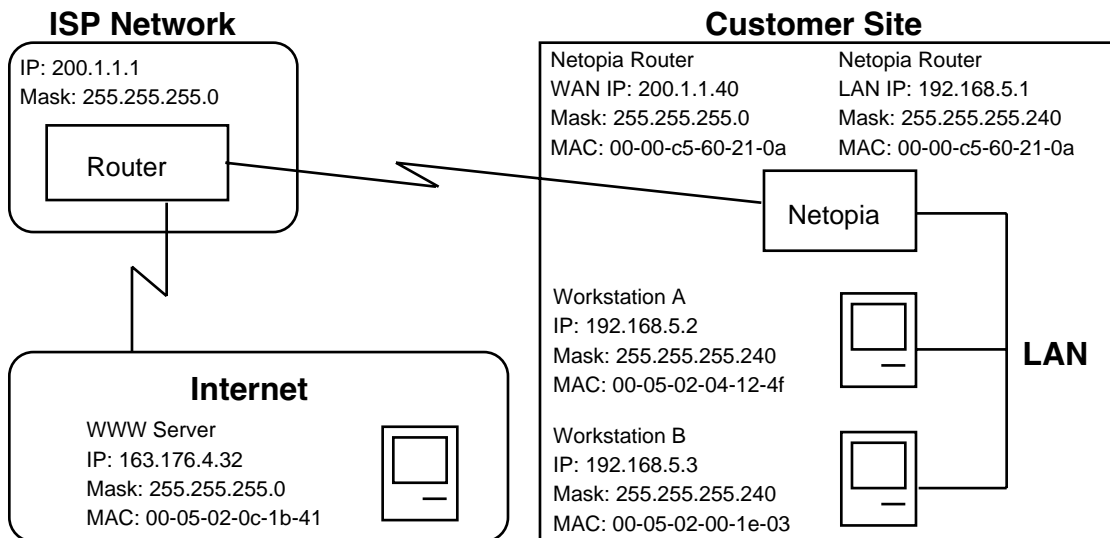 ISP Network
IP: 200.1.1.1
Mask: 255.255.255.0
Router
Customer Site
Netopia Router
WAN IP: 200.1.1.40
Mask: 255.255.255.0
MAC: 00-00-c5-60-21-0a
Netopia Router
LAN IP: 192.168.5.1
Mask: 255.255.255.240
MAC: 00-00-c5-60-21-0a
Netopia
Workstation A
IP: 192.168.5.2
Mask: 255.255.255.240
MAC: 00-05-02-04-12-4f
LAN
Workstation B
IP: 192.168.5.3
Mask: 255.255.255.240
MAC: 00-05-02-00-1e-03
Internet
WWW Server
IP: 163.176.4.32
Mask: 255.255.255.0
MAC: 00-05-02-0c-1b-41